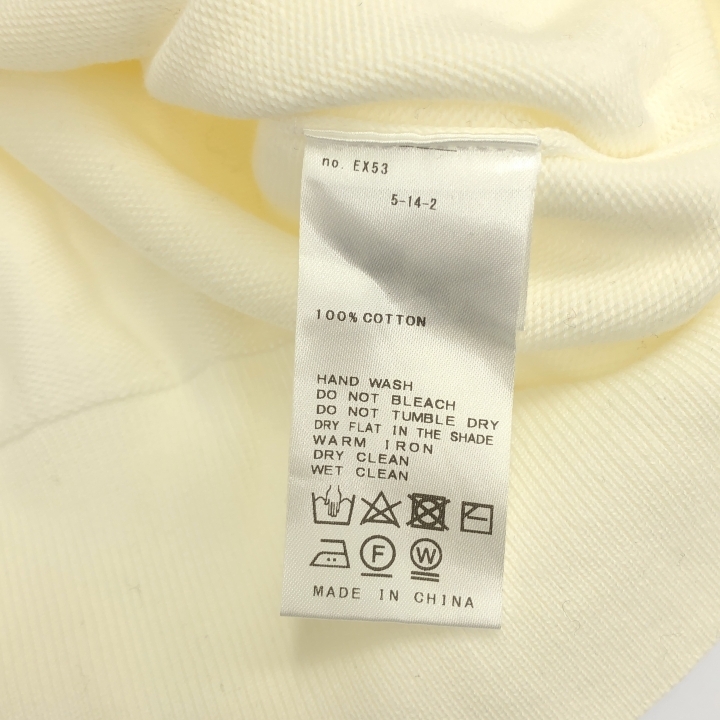 no. EX53
5-14-2
100% COTTON
HAND WASH
DO NOT BLEACH
DO NOT TUMBLE DRY
DRY FLAT IN THE SHADE
WARM IRON
DRY CLEAN
WET CLEAN
F W
MADE IN CHINA